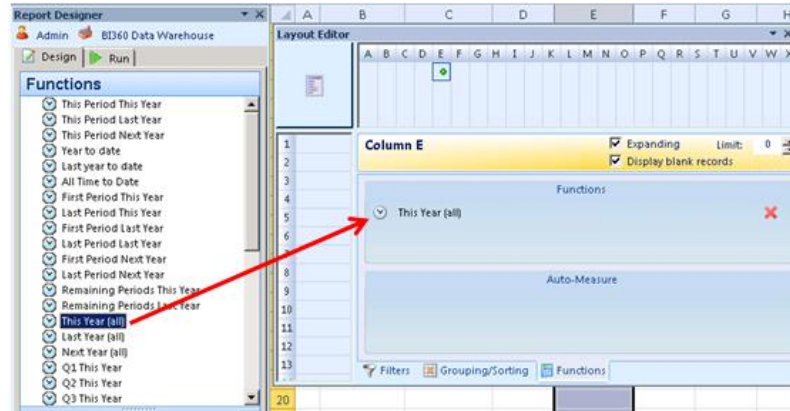 Report Designer
Admin BI360 Data Warehouse
Design Run
Functions
This Period This Year
This Period Last Year
This Period Next Year
Year to date
Last year to date
All Time to Date
First Period This Year
Last Period This Year
First Period Last Year
Last Period Last Year
First Period Next Year
Last Period Next Year
Remaining Periods This Year
Remaining Periods Last Year
This Year (all)
Last Year (all)
Next Year (all)
Q1 This Year
Q2 This Year
Q3 This Year
A B C D E F G H
Layout Editor
A B C D E F G H I J K L M N O P Q R S T U V W X
1
2
3
4
5
6
7
8
9
10
11
12
13
20
Column E
Expanding Limit: 0
Display blank records
Functions
This Year (all)
Auto-Measure
Filters Grouping/Sorting Functions